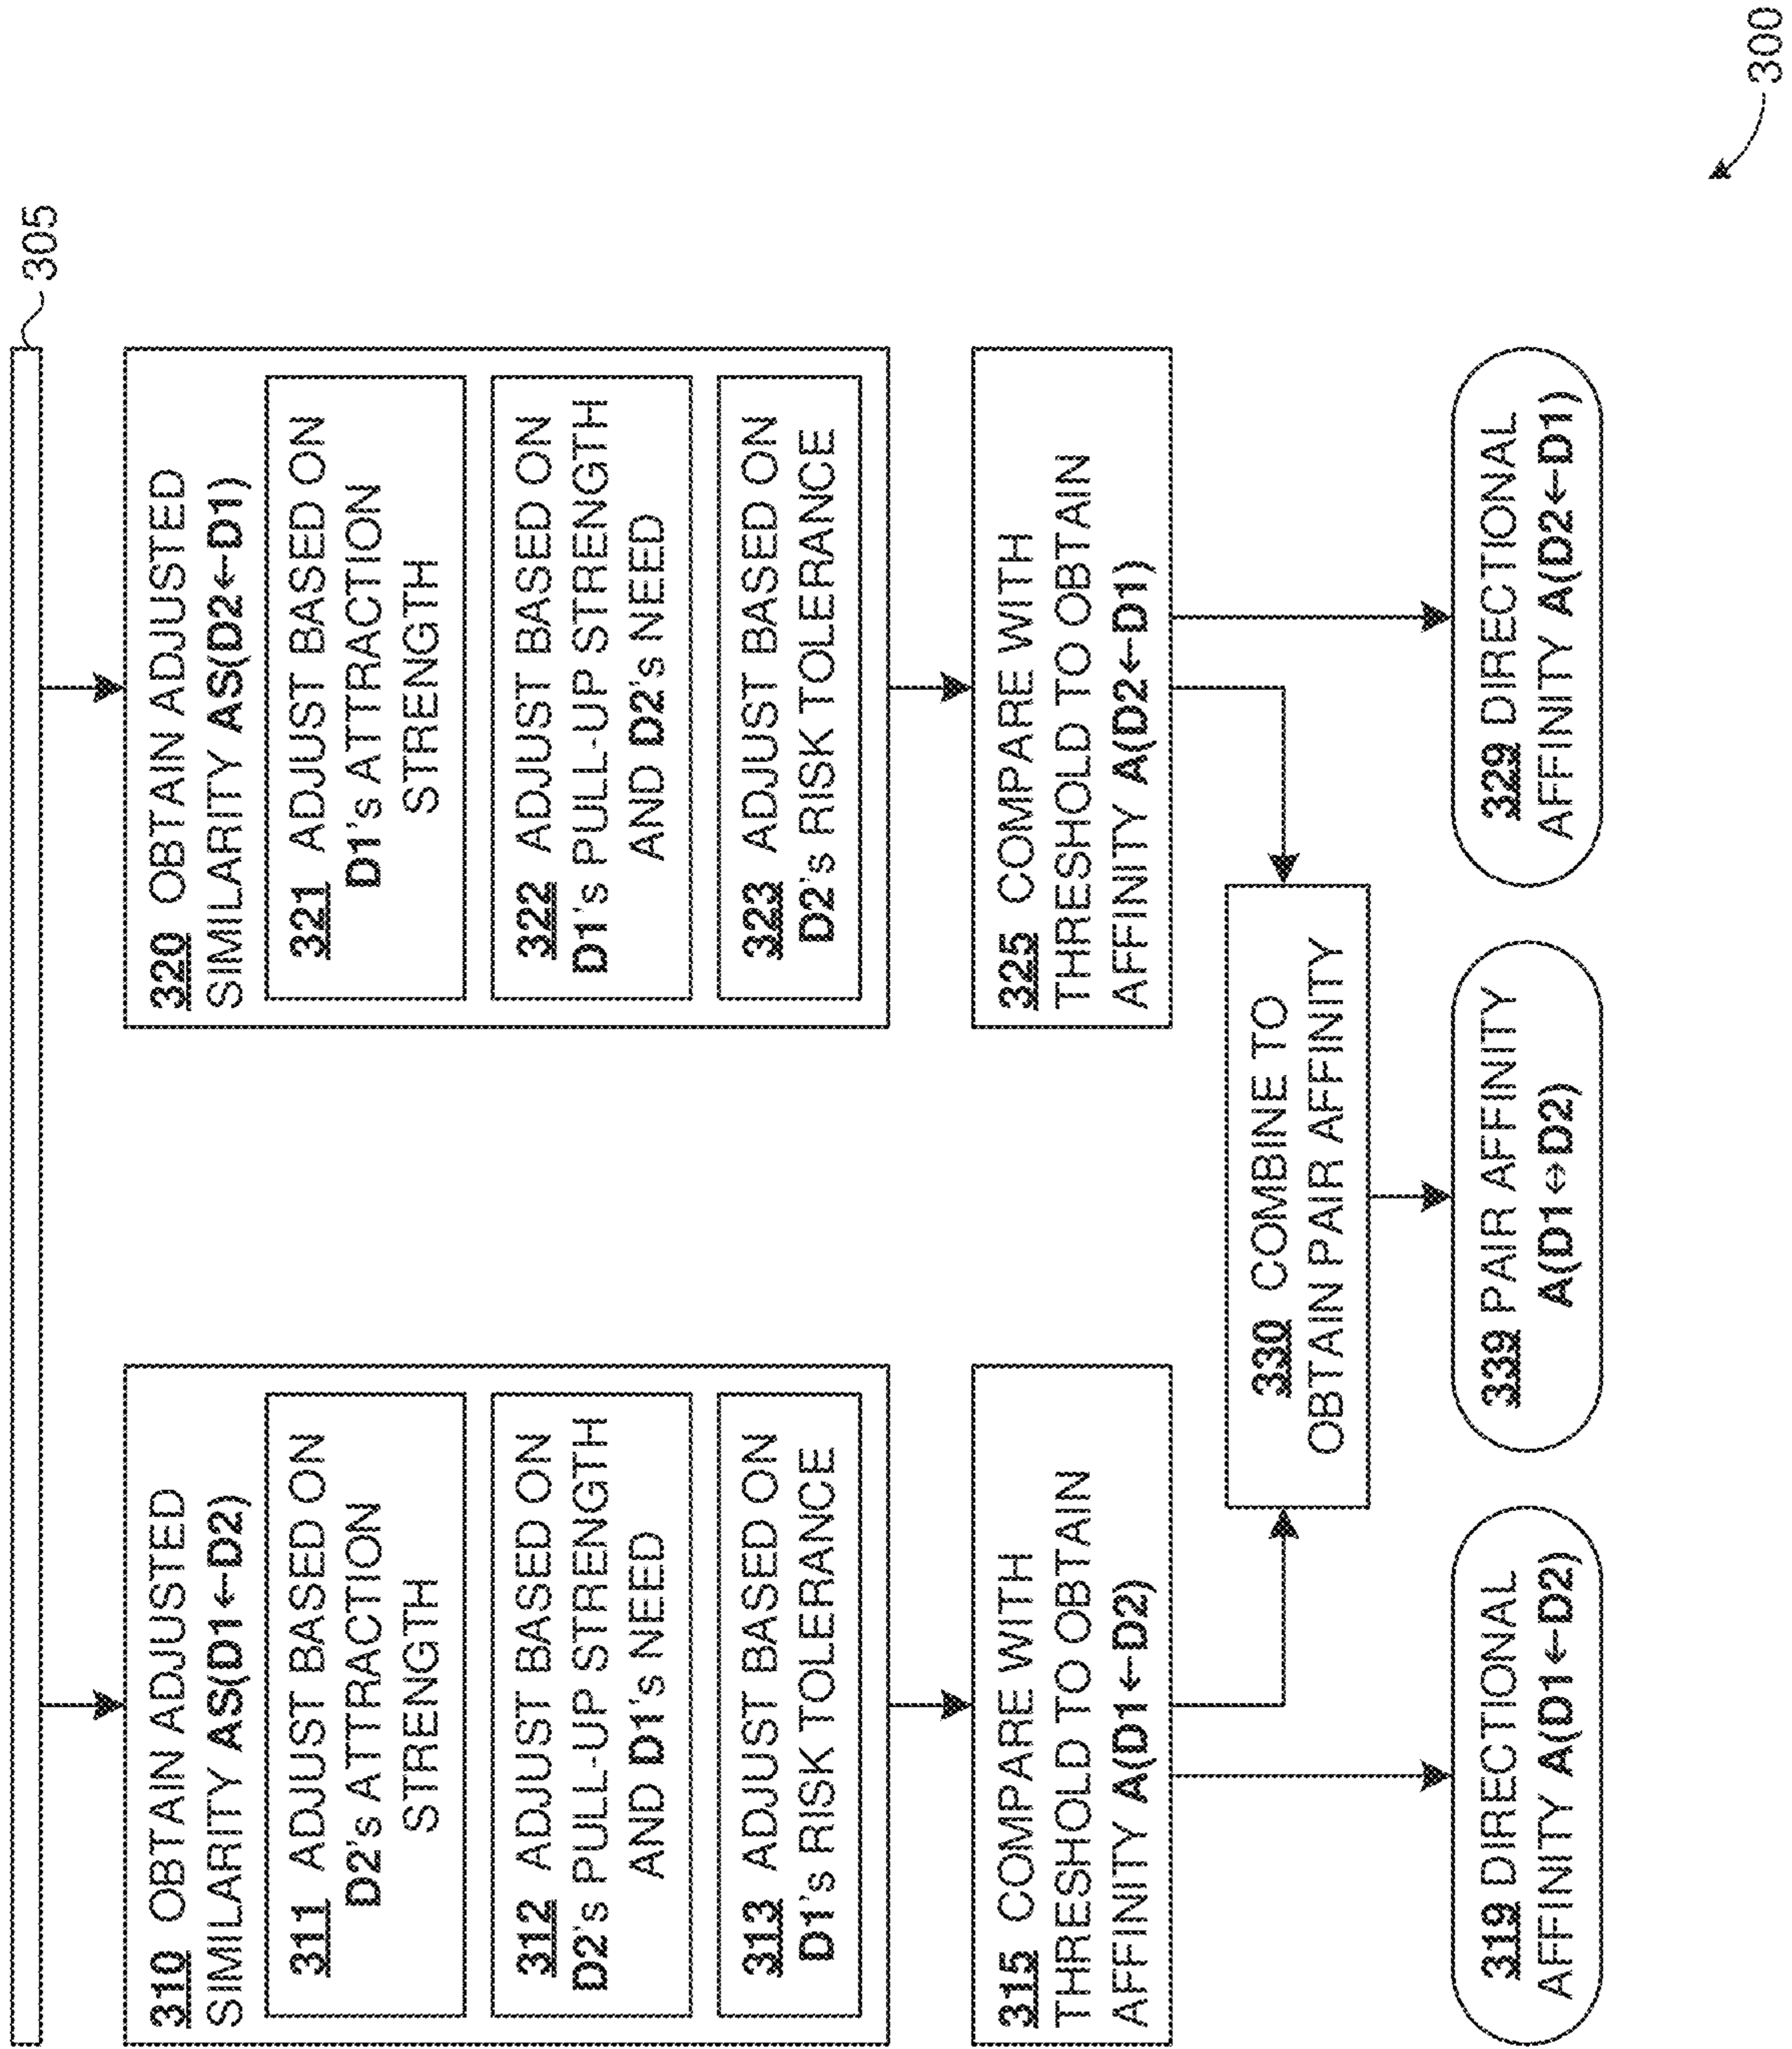 305
310 OBTAIN ADJUSTED
SIMILARITY AS(D1←D2)
311 ADJUST BASED ON
D2's ATTRACTION
STRENGTH
312 ADJUST BASED ON
D2's PULL-UP STRENGTH
AND D1's NEED
313 ADJUST BASED ON
D1's RISK TOLERANCE
315 COMPARE WITH
THRESHOLD TO OBTAIN
AFFINITY A(D1←D2)
320 OBTAIN ADJUSTED
SIMILARITY AS(D2←D1)
321 ADJUST BASED ON
D1's ATTRACTION
STRENGTH
322 ADJUST BASED ON
D1's PULL-UP STRENGTH
AND D2's NEED
323 ADJUST BASED ON
D2's RISK TOLERANCE
325 COMPARE WITH
THRESHOLD TO OBTAIN
AFFINITY A(D2←D1)
330 COMBINE TO
OBTAIN PAIR AFFINITY
319 DIRECTIONAL
AFFINITY A(D1←D2)
339 PAIR AFFINITY
A(D1↔D2)
329 DIRECTIONAL
AFFINITY A(D2←D1)
300